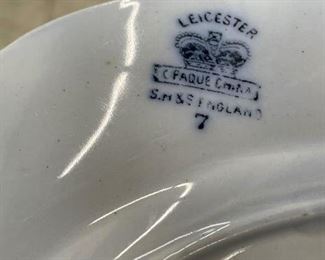 LEICESTER
OPAQUE CHINA
S.H & S ENGLAND
7